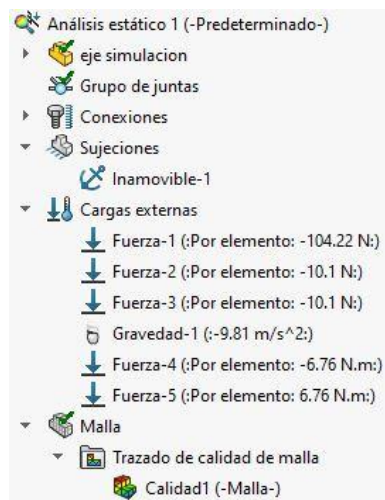 Análisis estático 1 (-Predeterminado-)
eje simulacion
Grupo de juntas
Conexiones
Sujeciones
Inamovible-1
Cargas externas
Fuerza-1 (:Por elemento: -104.22 N:)
Fuerza-2 (:Por elemento: -10.1 N:)
Fuerza-3 (:Por elemento: -10.1 N:)
Gravedad-1 (:-9.81 m/s^2:)
Fuerza-4 (:Por elemento: -6.76 N.m:)
Fuerza-5 (:Por elemento: 6.76 N.m:)
Malla
Trazado de calidad de malla
Calidad1 (-Malla-)